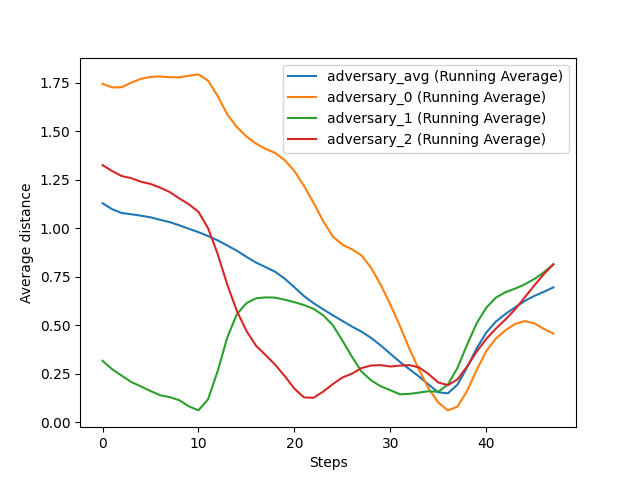 adversary_avg (Running Average)
adversary_0 (Running Average)
adversary_1 (Running Average)
adversary_2 (Running Average)
Average distance
1.75
1.50
1.25
1.00
0.75
0.50
0.25
0.00
0
10
20
30
40
Steps